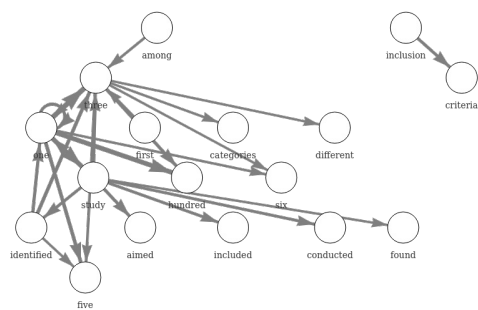 among
inclusion
three
criteria
one
first
categories
different
study
hundred
six
identified
aimed
included
conducted
found
five